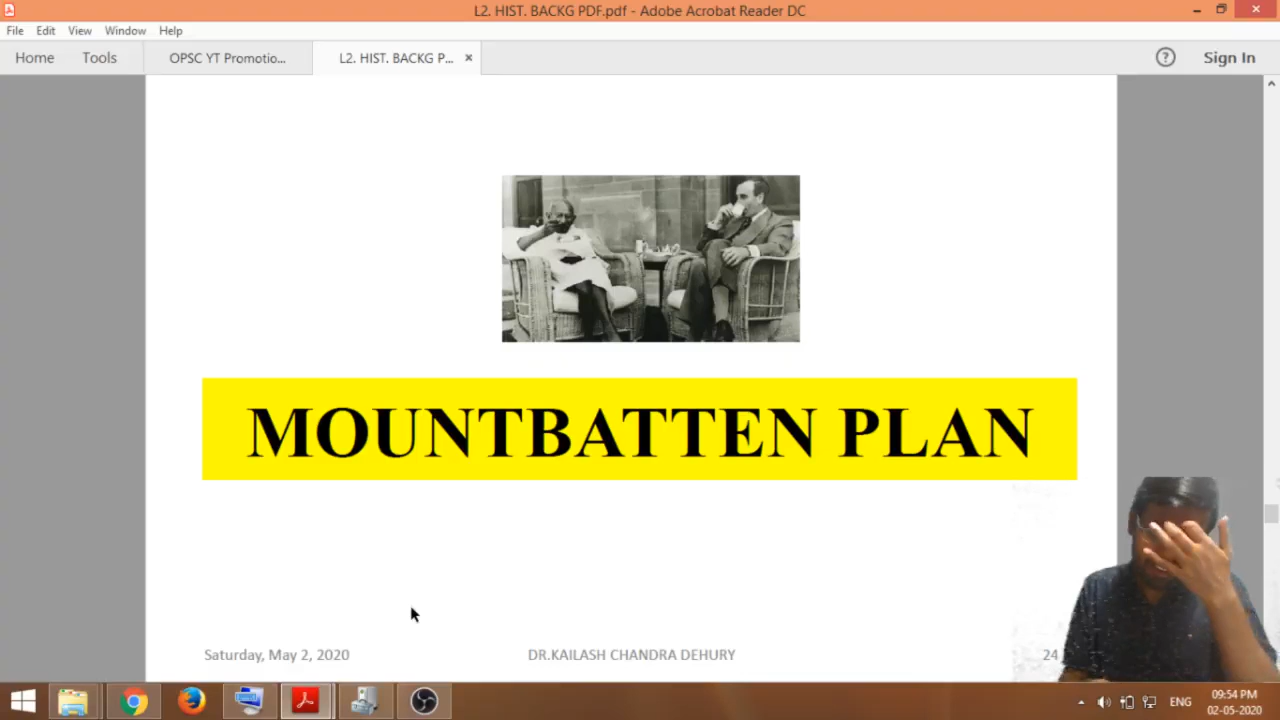 L2. HIST. BACKG PDF.pdf - Adobe Acrobat Reader DC
File Edit View Window Help
Home Tools OPSC YT Promotio... L2. HIST. BACKG P... Sign In
MOUNTBATTEN PLAN
Saturday, May 2, 2020 DR.KAILASH CHANDRA DEHURY 24
ENG 09:54 PM
02-05-2020